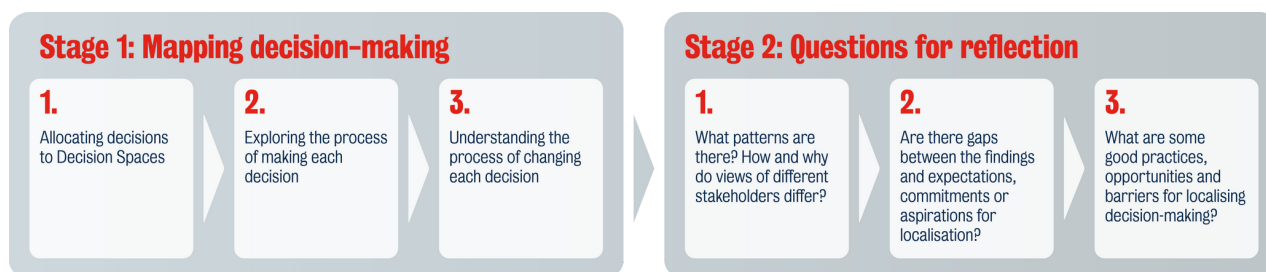 Stage 1: Mapping decision-making
1.
Allocating decisions
to Decision Spaces
2.
Exploring the process
of making each
decision
3.
Understanding the
process of changing
each decision
Stage 2: Questions for reflection
1.
What patterns are
there? How and why
do views of different
stakeholders differ?
2.
Are there gaps
between the findings
and expectations,
commitments or
aspirations for
localisation?
3.
What are some
good practices,
opportunities and
barriers for localising
decision-making?